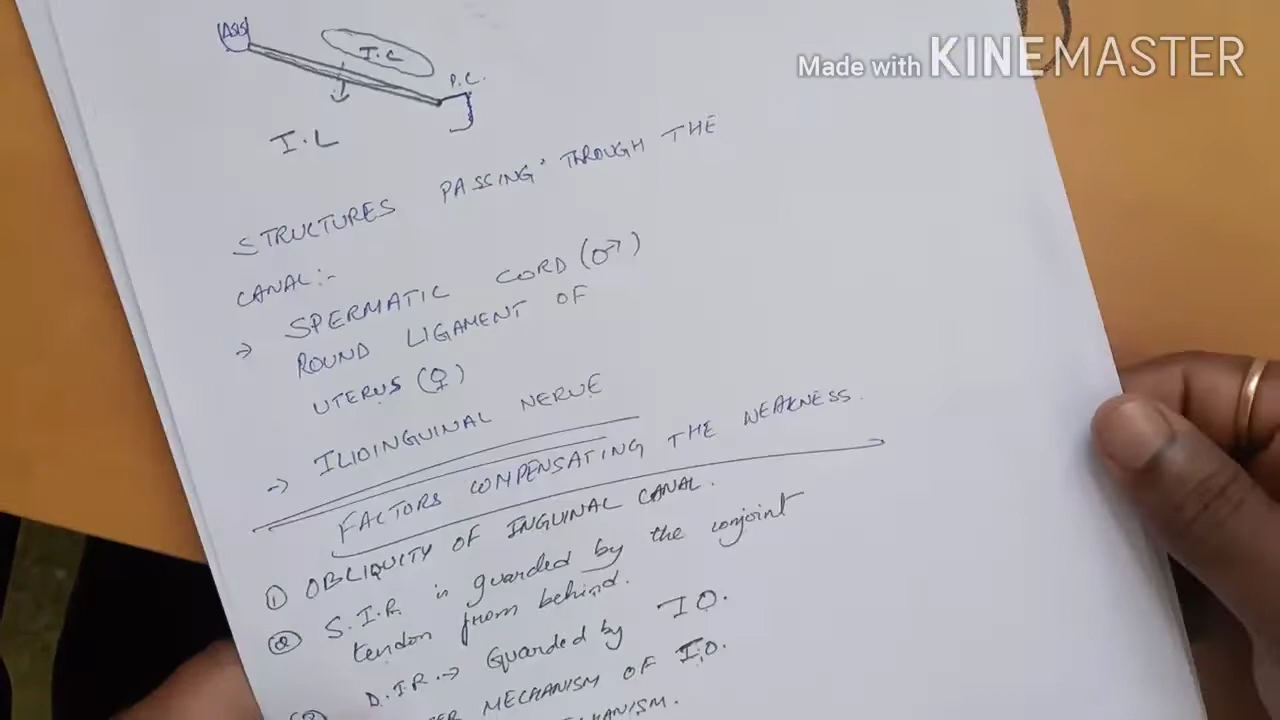 Made with KINEMASTER
ASIS
I.C
P.C.
I.L
STRUCTURES PASSING THROUGH THE
CANAL:-
→ SPERMATIC CORD (♂)
ROUND LIGAMENT OF
UTERUS (♀)
→ ILIOINGUINAL NERVE
FACTORS COMPENSATING THE WEAKNESS.
① OBLIQUITY OF INGUINAL CANAL.
② S.I.R is guarded by the conjoint
tendon from behind.
D.I.R → Guarded by IO.
MECHANISM OF I.O.